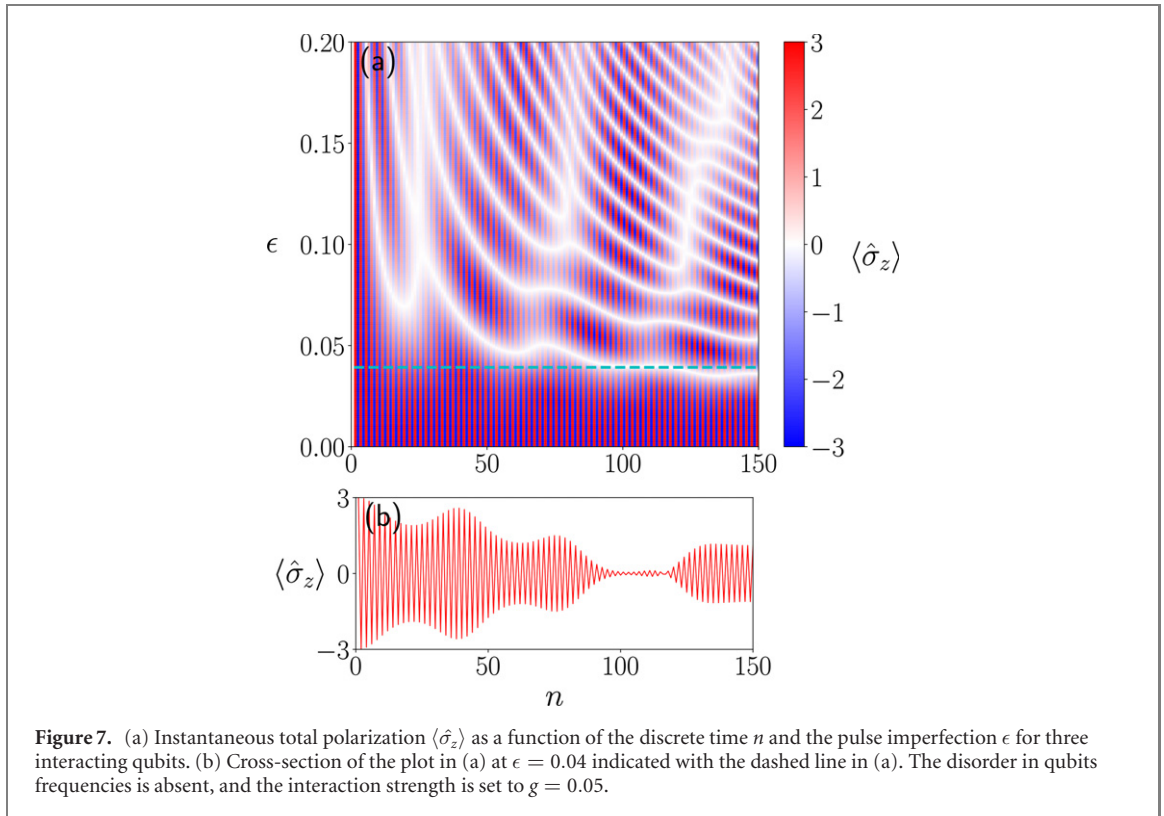 0.20
(a)
0.15
ϵ
0.10
0.05
0.00
0
50
100
150
3
2
1
0
−1
−2
−3
⟨σ̂_z⟩
3
(b)
⟨σ̂_z⟩ 0
−3
0
50
100
150
n
Figure 7. (a) Instantaneous total polarization ⟨σ̂_z⟩ as a function of the discrete time n and the pulse imperfection ϵ for three
interacting qubits. (b) Cross-section of the plot in (a) at ϵ = 0.04 indicated with the dashed line in (a). The disorder in qubits
frequencies is absent, and the interaction strength is set to g = 0.05.